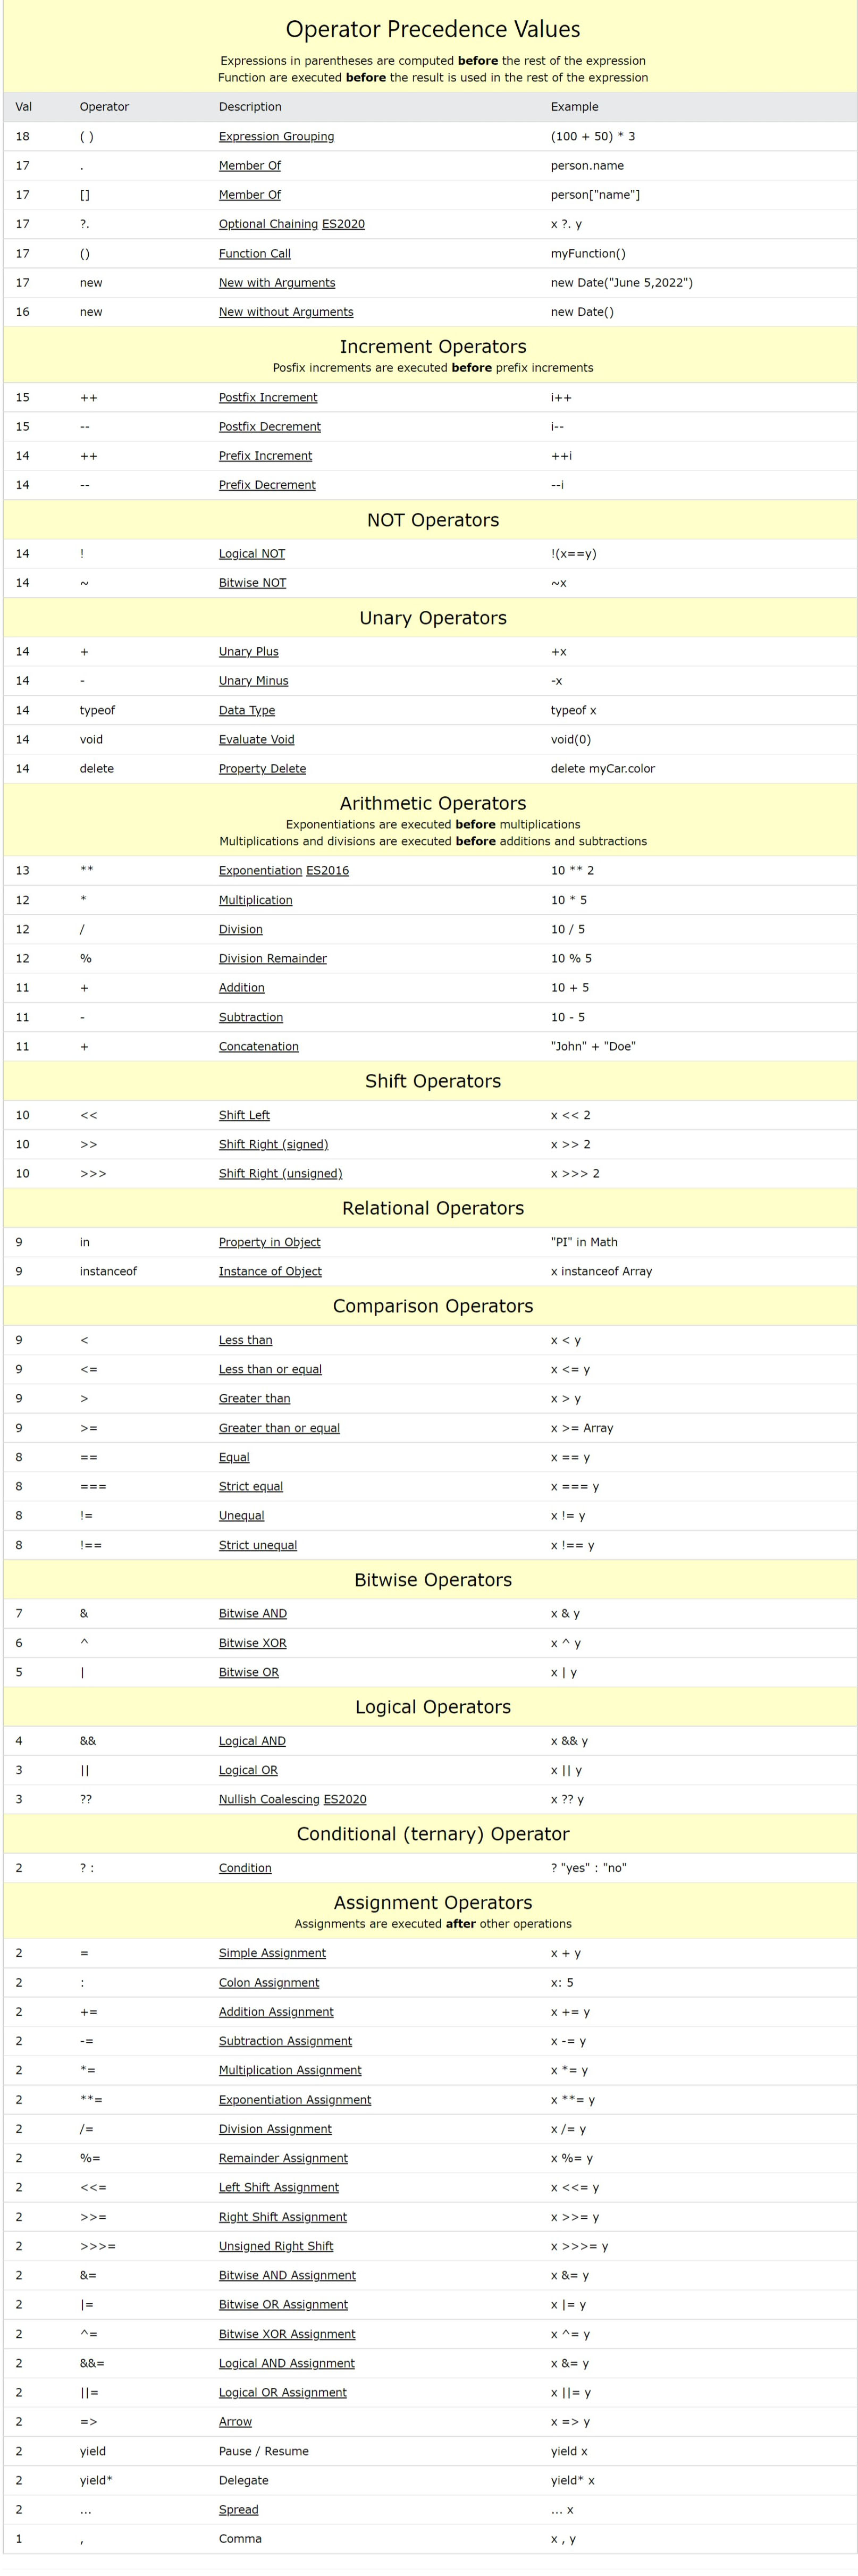 Operator Precedence Values
Expressions in parentheses are computed before the rest of the expression
Function are executed before the result is used in the rest of the expression
Val Operator Description Example
18 ( ) Expression Grouping (100 + 50) * 3
17 . Member Of person.name
17 [] Member Of person["name"]
17 ?. Optional Chaining ES2020 x ?. y
17 () Function Call myFunction()
17 new New with Arguments new Date("June 5,2022")
16 new New without Arguments new Date()
Increment Operators
Posfix increments are executed before prefix increments
15 ++ Postfix Increment i++
15 -- Postfix Decrement i--
14 ++ Prefix Increment ++i
14 -- Prefix Decrement --i
NOT Operators
14 ! Logical NOT !(x==y)
14 ~ Bitwise NOT ~x
Unary Operators
14 + Unary Plus +x
14 - Unary Minus -x
14 typeof Data Type typeof x
14 void Evaluate Void void(0)
14 delete Property Delete delete myCar.color
Arithmetic Operators
Exponentiations are executed before multiplications
Multiplications and divisions are executed before additions and subtractions
13 ** Exponentiation ES2016 10 ** 2
12 * Multiplication 10 * 5
12 / Division 10 / 5
12 % Division Remainder 10 % 5
11 + Addition 10 + 5
11 - Subtraction 10 - 5
11 + Concatenation "John" + "Doe"
Shift Operators
10 << Shift Left x << 2
10 >> Shift Right (signed) x >> 2
10 >>> Shift Right (unsigned) x >>> 2
Relational Operators
9 in Property in Object "PI" in Math
9 instanceof Instance of Object x instanceof Array
Comparison Operators
9 < Less than x < y
9 <= Less than or equal x <= y
9 > Greater than x > y
9 >= Greater than or equal x >= Array
8 == Equal x == y
8 === Strict equal x === y
8 != Unequal x != y
8 !== Strict unequal x !== y
Bitwise Operators
7 & Bitwise AND x & y
6 ^ Bitwise XOR x ^ y
5 | Bitwise OR x | y
Logical Operators
4 && Logical AND x && y
3 || Logical OR x || y
3 ?? Nullish Coalescing ES2020 x ?? y
Conditional (ternary) Operator
2 ? : Condition ? "yes" : "no"
Assignment Operators
Assignments are executed after other operations
2 = Simple Assignment x + y
2 : Colon Assignment x: 5
2 += Addition Assignment x += y
2 -= Subtraction Assignment x -= y
2 *= Multiplication Assignment x *= y
2 **= Exponentiation Assignment x **= y
2 /= Division Assignment x /= y
2 %= Remainder Assignment x %= y
2 <<= Left Shift Assignment x <<= y
2 >>= Right Shift Assignment x >>= y
2 >>>= Unsigned Right Shift x >>>= y
2 &= Bitwise AND Assignment x &= y
2 |= Bitwise OR Assignment x |= y
2 ^= Bitwise XOR Assignment x ^= y
2 &&= Logical AND Assignment x &= y
2 ||= Logical OR Assignment x ||= y
2 => Arrow x => y
2 yield Pause / Resume yield x
2 yield* Delegate yield* x
2 ... Spread ... x
1 , Comma x , y